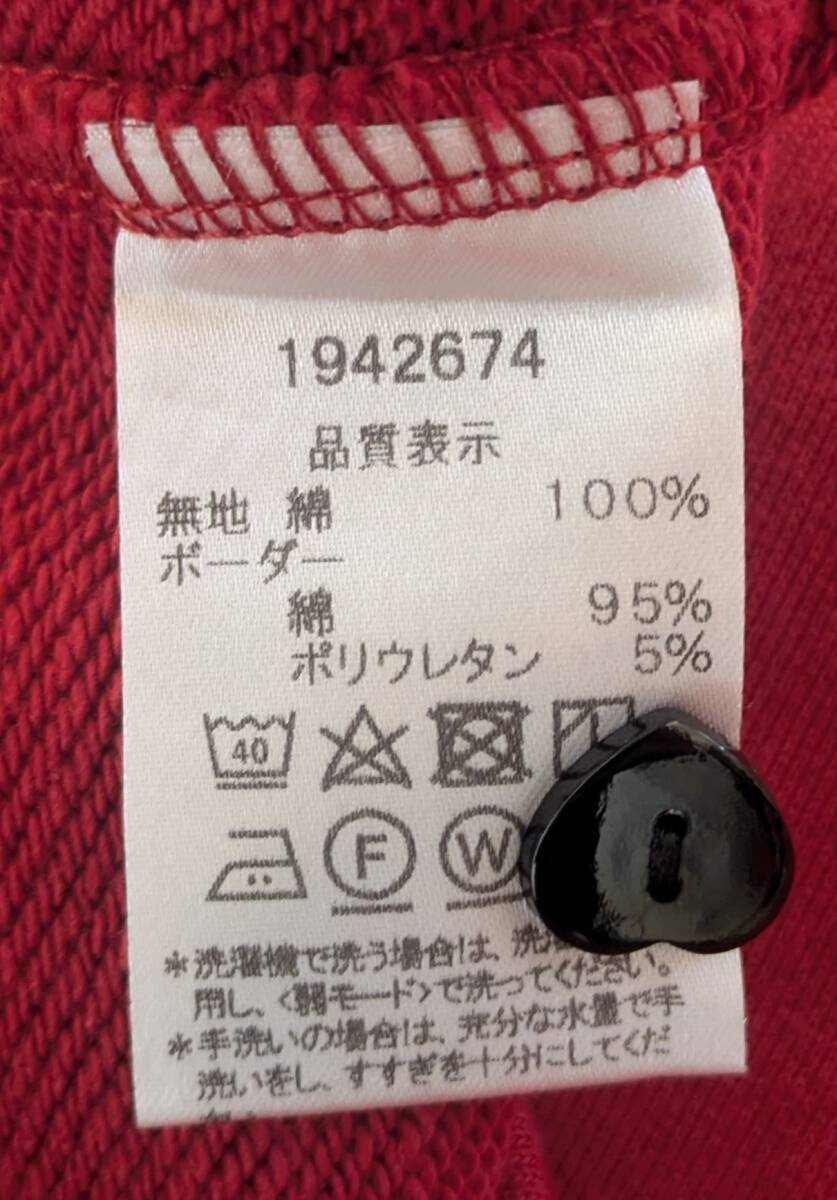 1942674
品質表示
無地 綿 100%
ボーダー
綿 95%
ポリウレタン 5%
40
F W
*洗濯機で洗う場合は、洗
用し、<弱モード>で洗ってください。
*手洗いの場合は、充分な水量で手
洗いをし、すすぎを十分にしてくだ